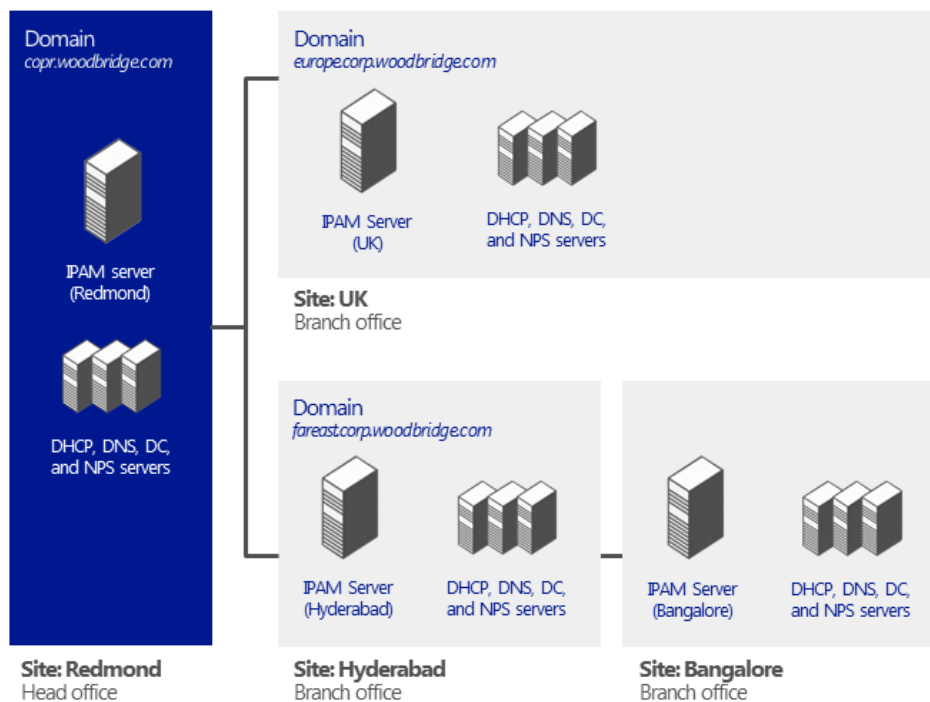 Domain
copr.woodbridge.com
IPAM server
(Redmond)
DHCP, DNS, DC,
and NPS servers
Site: Redmond
Head office
Domain
europe.corp.woodbridge.com
IPAM Server
(UK)
DHCP, DNS, DC,
and NPS servers
Site: UK
Branch office
Domain
fareast.corp.woodbridge.com
IPAM Server
(Hyderabad)
DHCP, DNS, DC,
and NPS servers
Site: Hyderabad
Branch office
IPAM Server
(Bangalore)
DHCP, DNS, DC,
and NPS servers
Site: Bangalore
Branch office